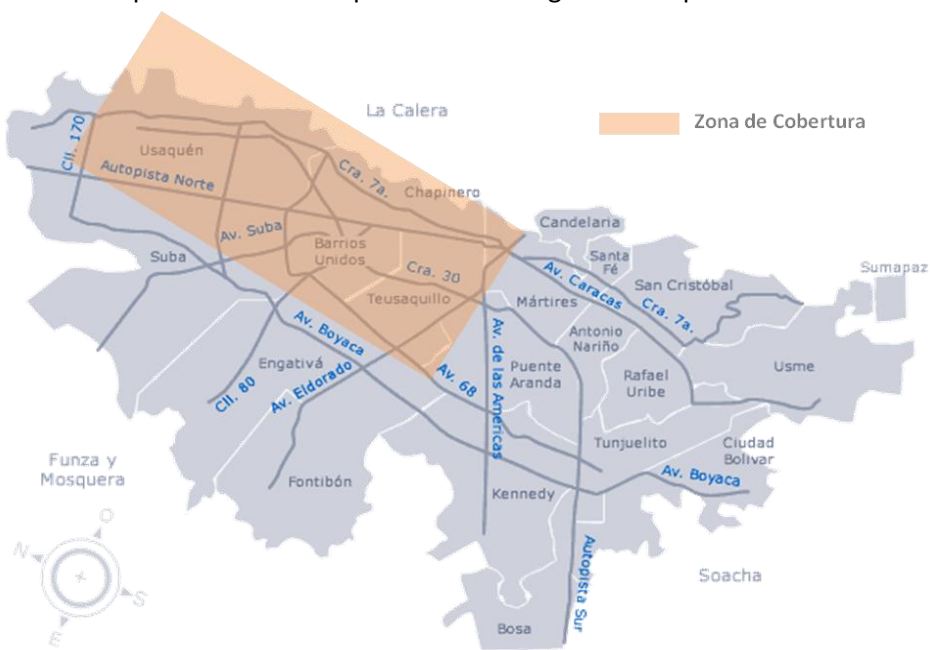 La Calera
Zona de Cobertura
Cll. 170
Usaquén
Autopista Norte
Cra. 7a.
Chapinero
Candelaria
Av. Suba
Barrios
Unidos
Santa
Fé
Suba
Cra. 30
Av. Caracas
San Cristóbal
Sumapaz
Teusaquillo
Mártires
Cra. 7a.
Av. Boyaca
Antonio
Nariño
Engativá
Av. Eldorado
Cll. 80
Av. 68
Av. de las Américas
Puente
Aranda
Rafael
Uribe
Usme
Tunjuelito
Ciudad
Bolivar
Funza y
Mosquera
Fontibón
Av. Boyaca
Kennedy
O
N
S
E
Autopista Sur
Soacha
Bosa